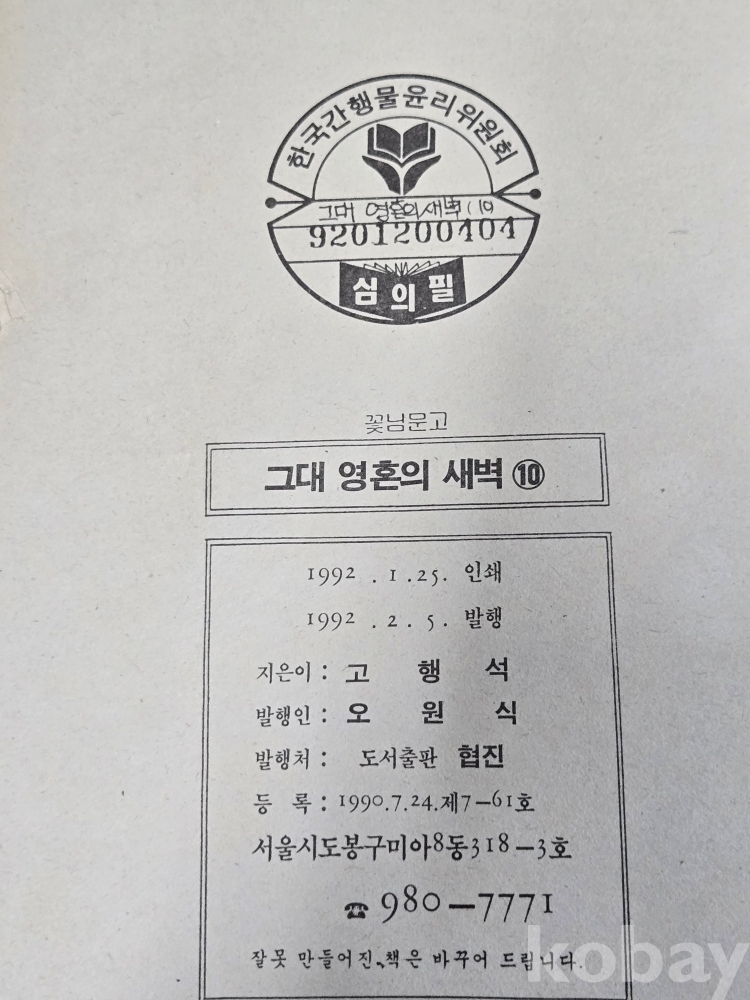 한국간행물윤리위원회
그대 영혼의새벽(10
9201200404
심의필
꽃님문고
그대 영혼의 새벽 ⑩
1992 . 1 . 25. 인쇄
1992 . 2 . 5. 발행
지은이 : 고 행 석
발행인 : 오 원 식
발행처 : 도서출판 협진
등 록 : 1990.7.24.제7-61호
서울시도봉구미아8동318-3호
☎ 980-7771
잘못 만들어진 책은 바꾸어 드립니다.
kobay